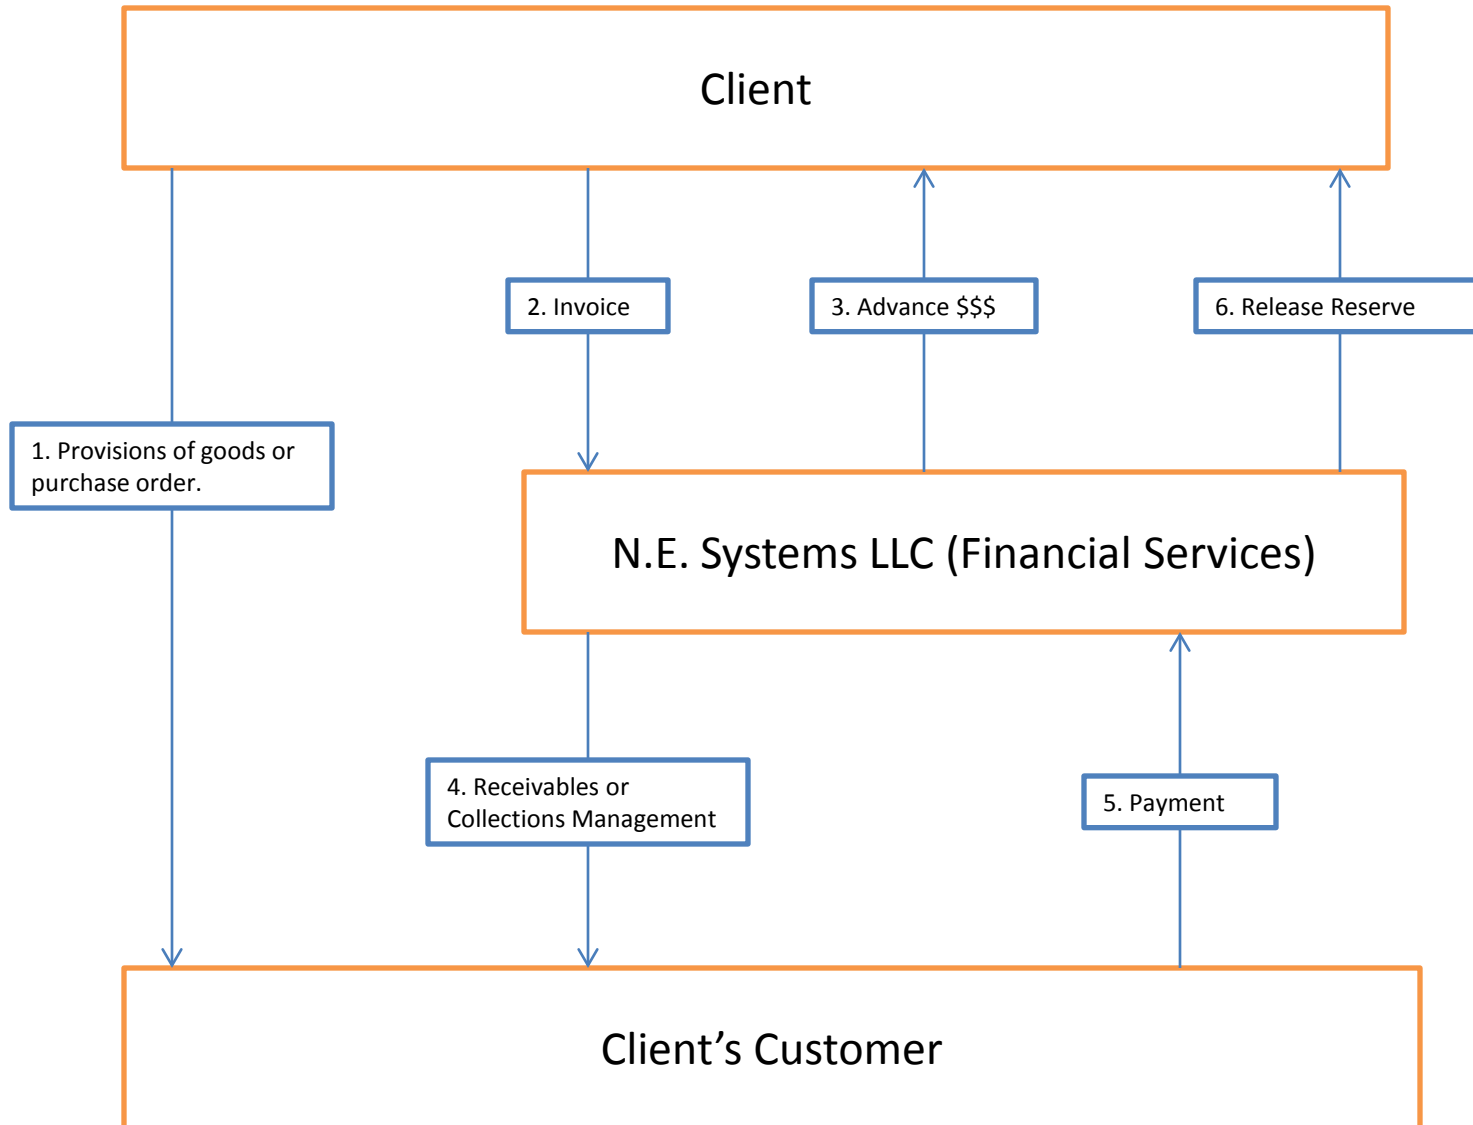 Client
2. Invoice
3. Advance $$$
6. Release Reserve
1. Provisions of goods or
purchase order.
N.E. Systems LLC (Financial Services)
4. Receivables or
Collections Management
5. Payment
Client’s Customer